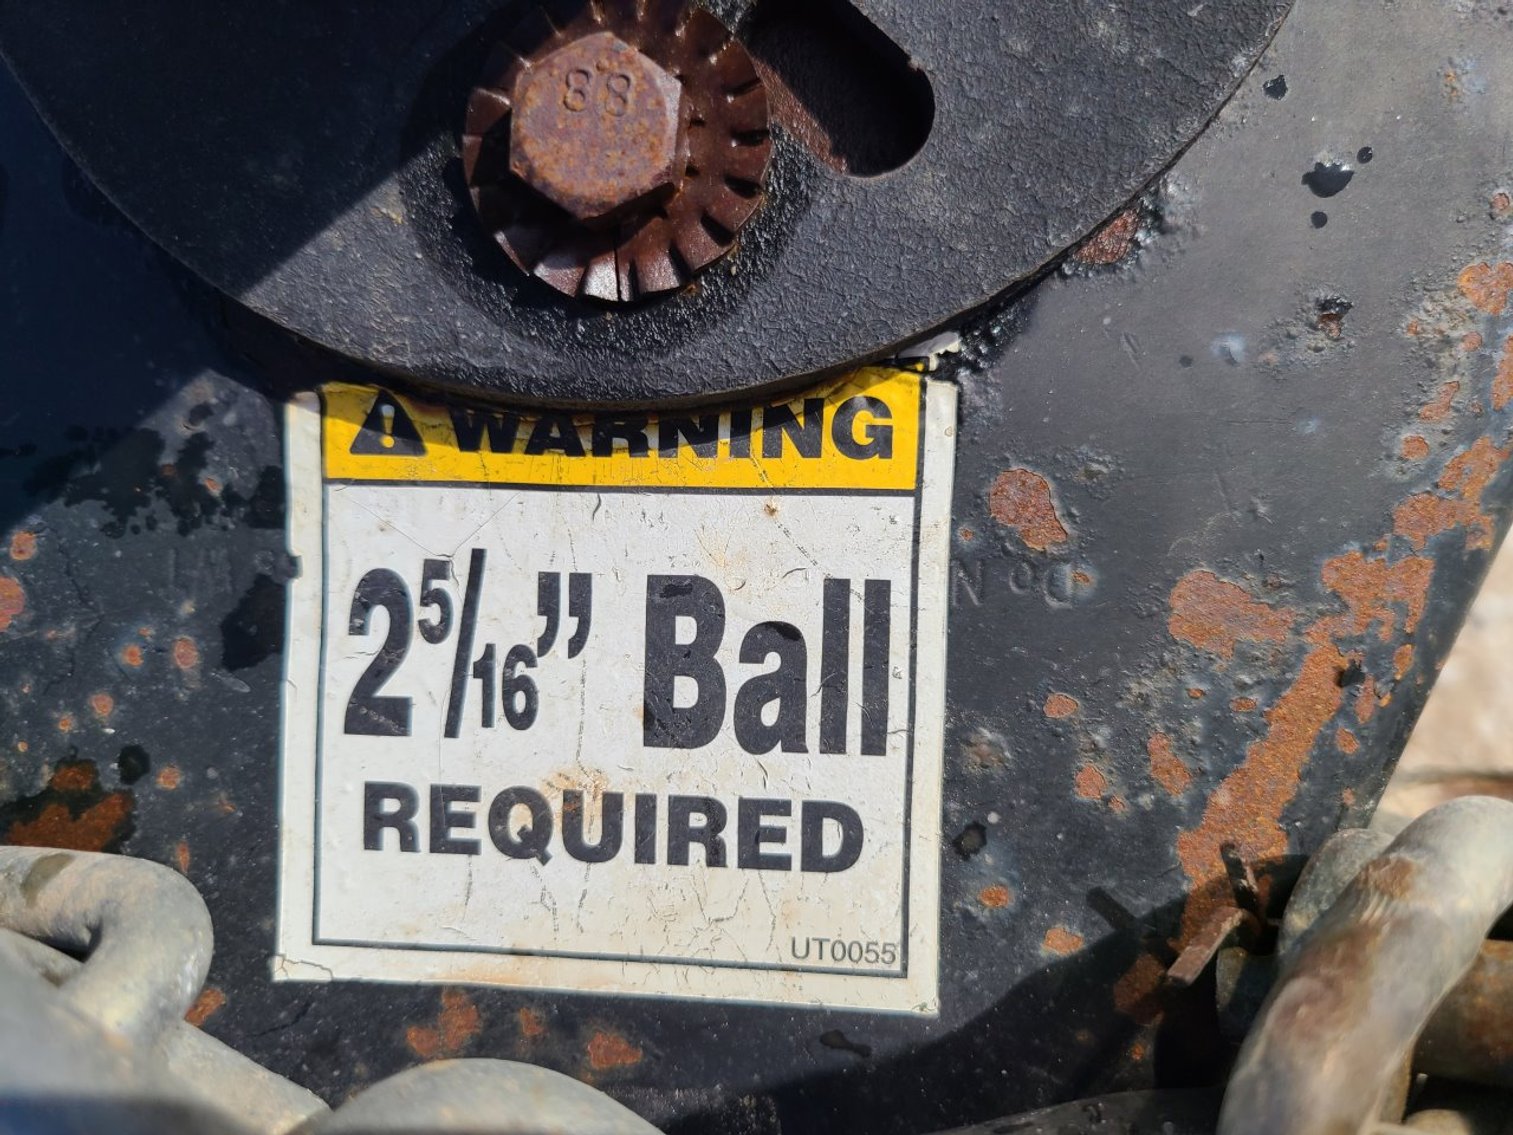 88
WARNING
2 5/16” Ball
REQUIRED
UT0055